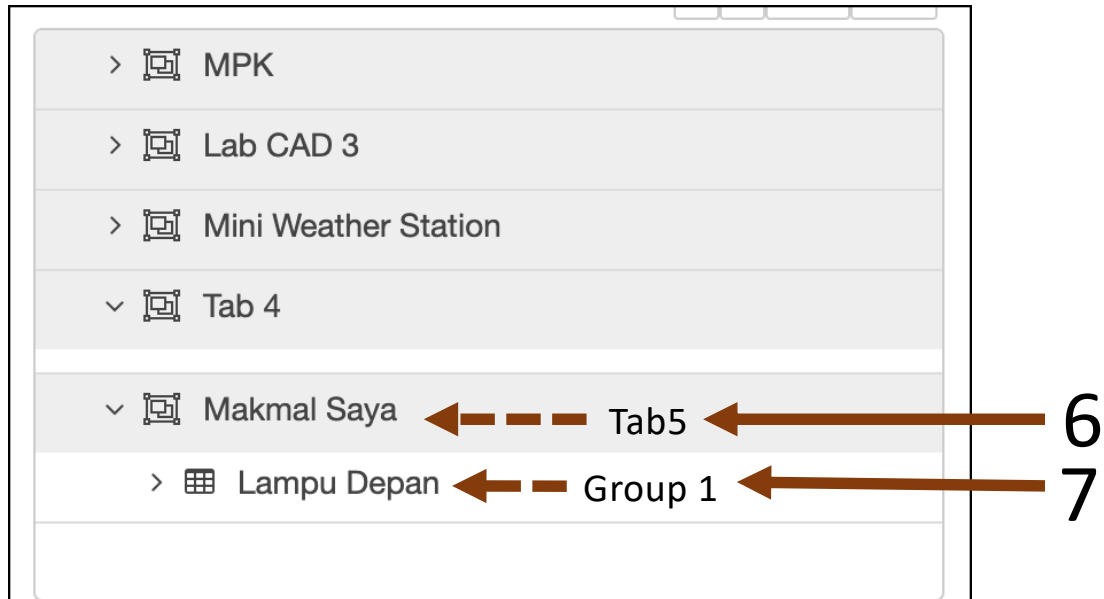 MPK
Lab CAD 3
Mini Weather Station
Tab 4
Makmal Saya Tab5 6
Lampu Depan Group 1 7